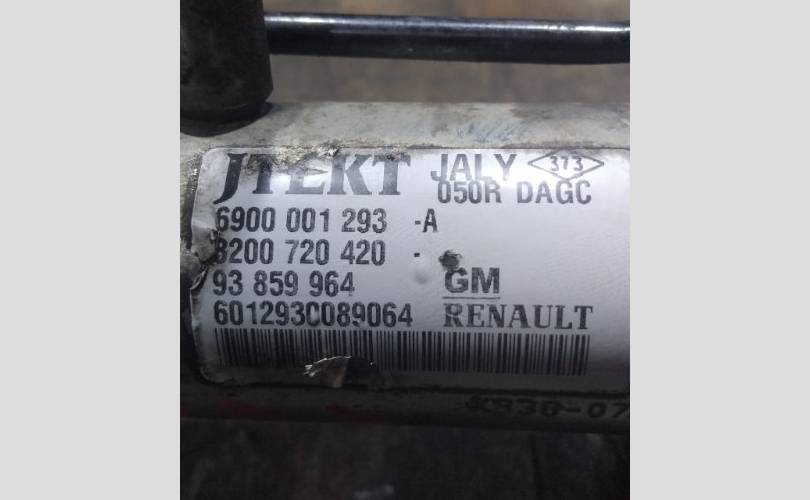 JTEKT JALY 373
050R DAGC
6900 001 293 -A
8200 720 420 -
93 859 964 GM
601293C089064 RENAULT